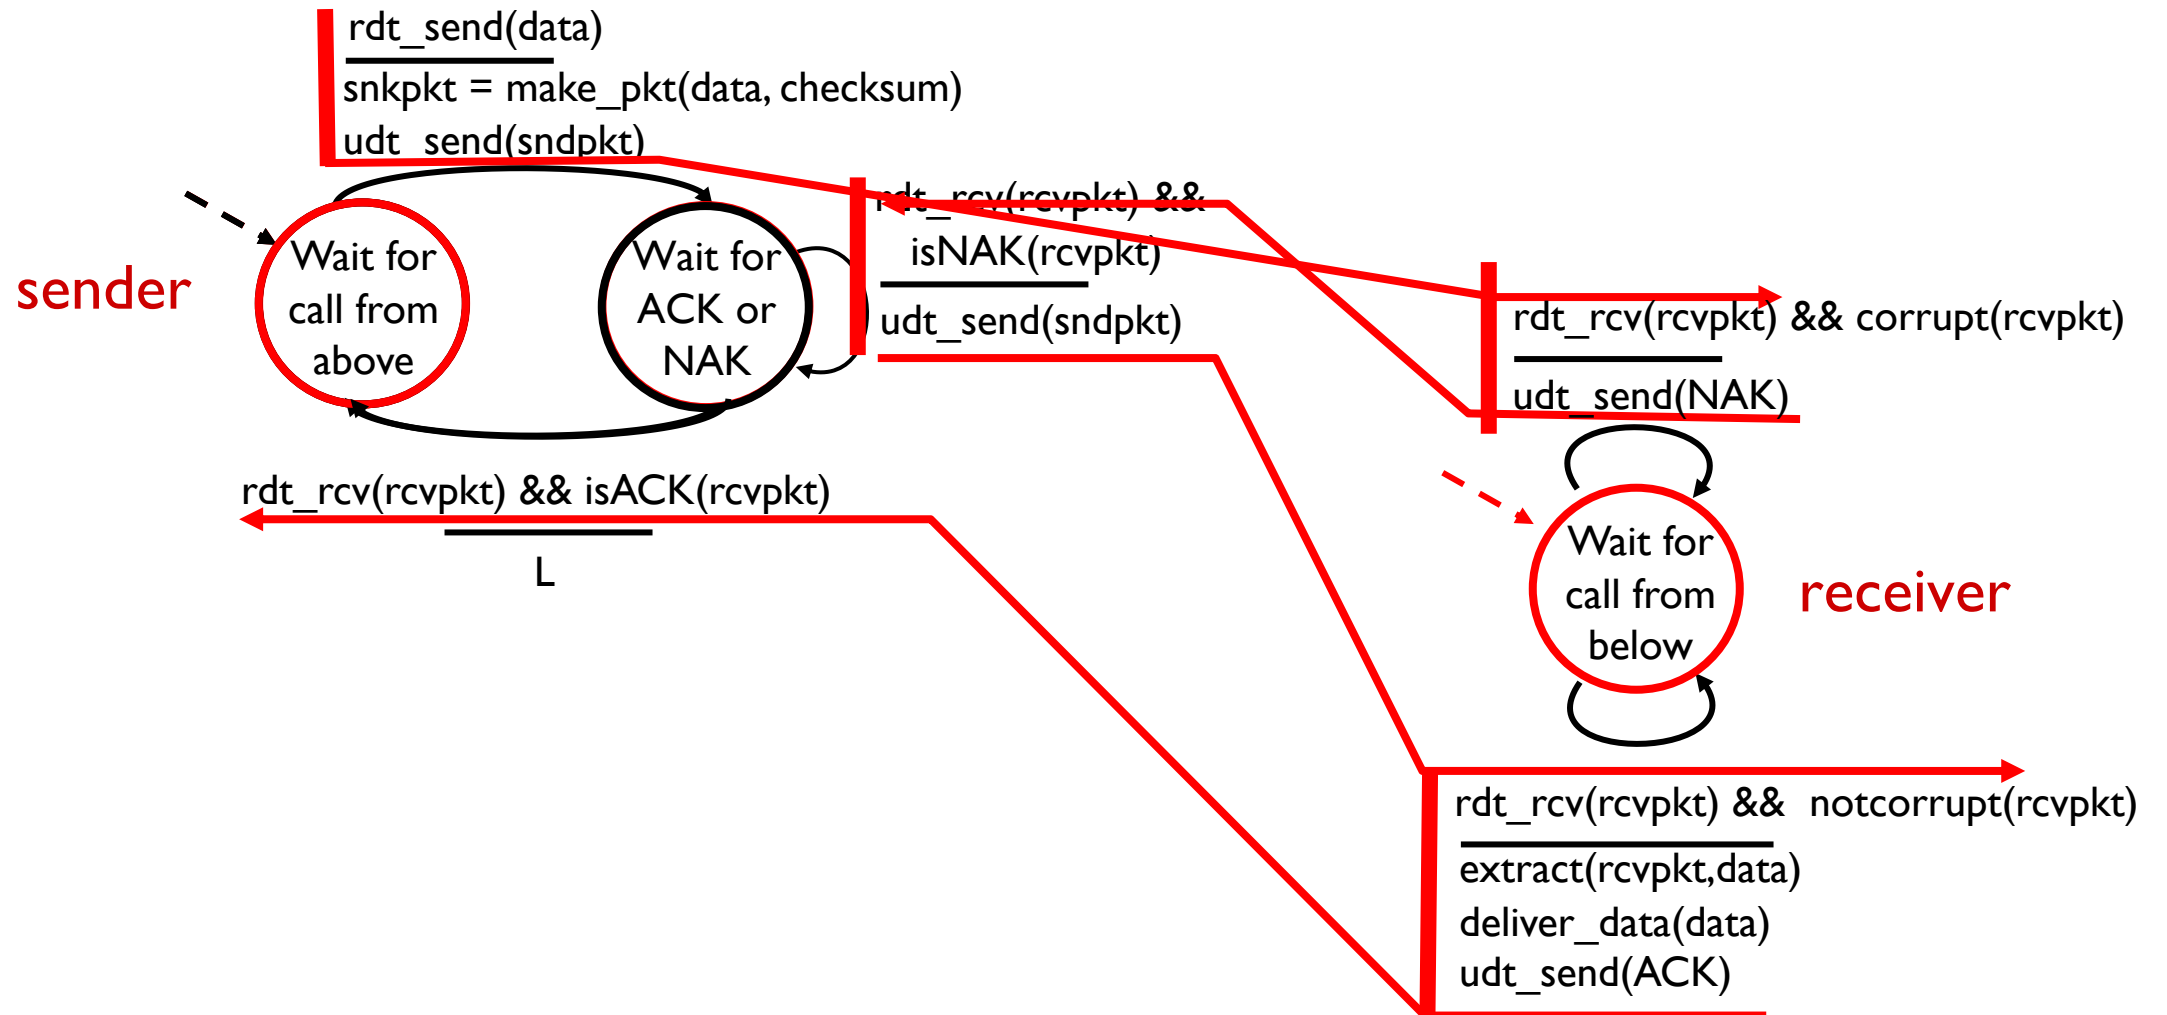 rdt_send(data)
snkpkt = make_pkt(data, checksum)
udt_send(sndpkt)
sender
Wait for
call from
above
Wait for
ACK or
NAK
rdt_rcv(rcvpkt) &&
isNAK(rcvpkt)
udt_send(sndpkt)
rdt_rcv(rcvpkt) && isACK(rcvpkt)
L
rdt_rcv(rcvpkt) && corrupt(rcvpkt)
udt_send(NAK)
Wait for
call from
below
receiver
rdt_rcv(rcvpkt) && notcorrupt(rcvpkt)
extract(rcvpkt,data)
deliver_data(data)
udt_send(ACK)